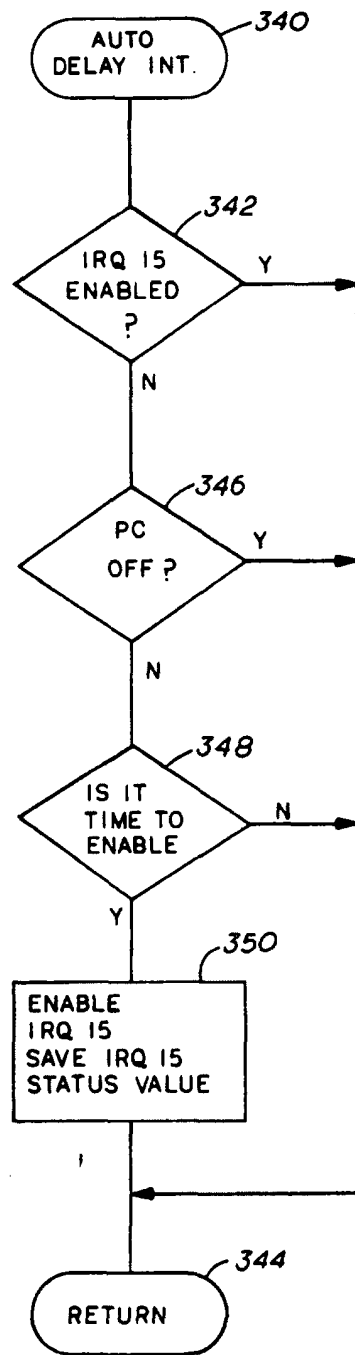 340
AUTO
DELAY INT.
342
IRQ 15
ENABLED
?
Y
N
346
PC
OFF ?
Y
N
348
IS IT
TIME TO
ENABLE
N
Y
350
ENABLE
IRQ 15
SAVE IRQ 15
STATUS VALUE
344
RETURN